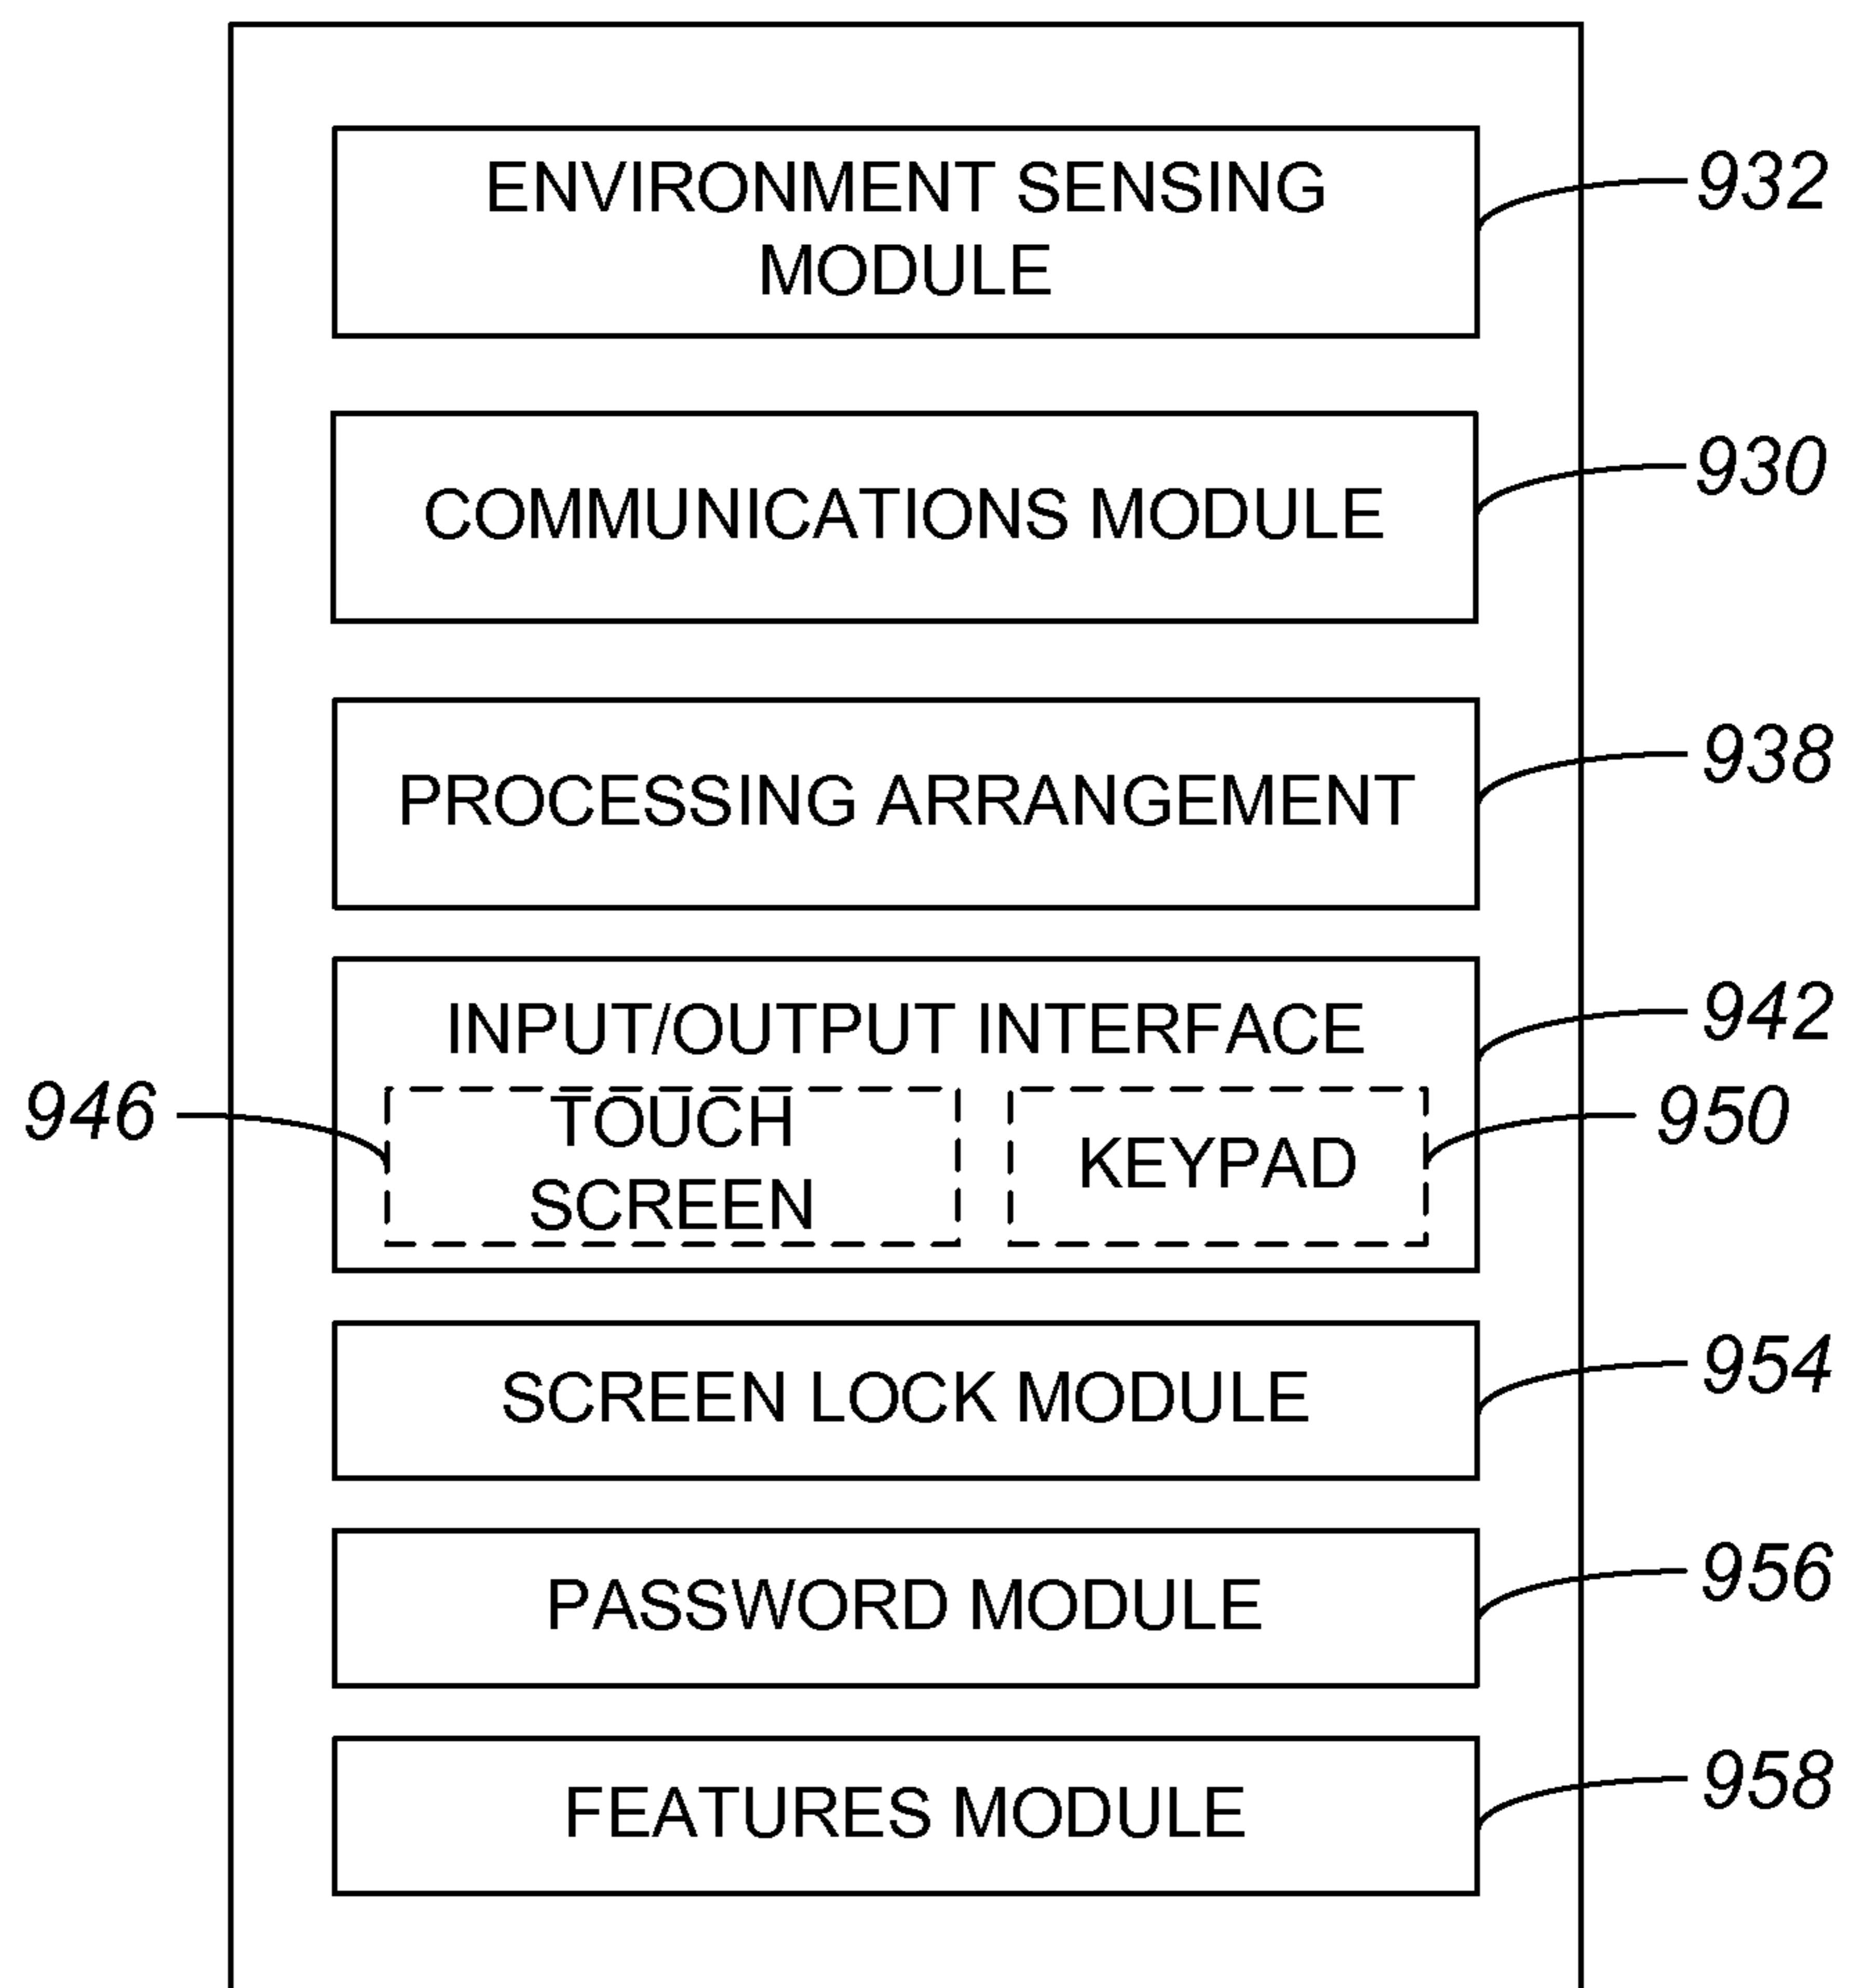 ENVIRONMENT SENSING
MODULE
932
COMMUNICATIONS MODULE
930
PROCESSING ARRANGEMENT
938
INPUT/OUTPUT INTERFACE
942
946
TOUCH
SCREEN
KEYPAD
950
SCREEN LOCK MODULE
954
PASSWORD MODULE
956
FEATURES MODULE
958